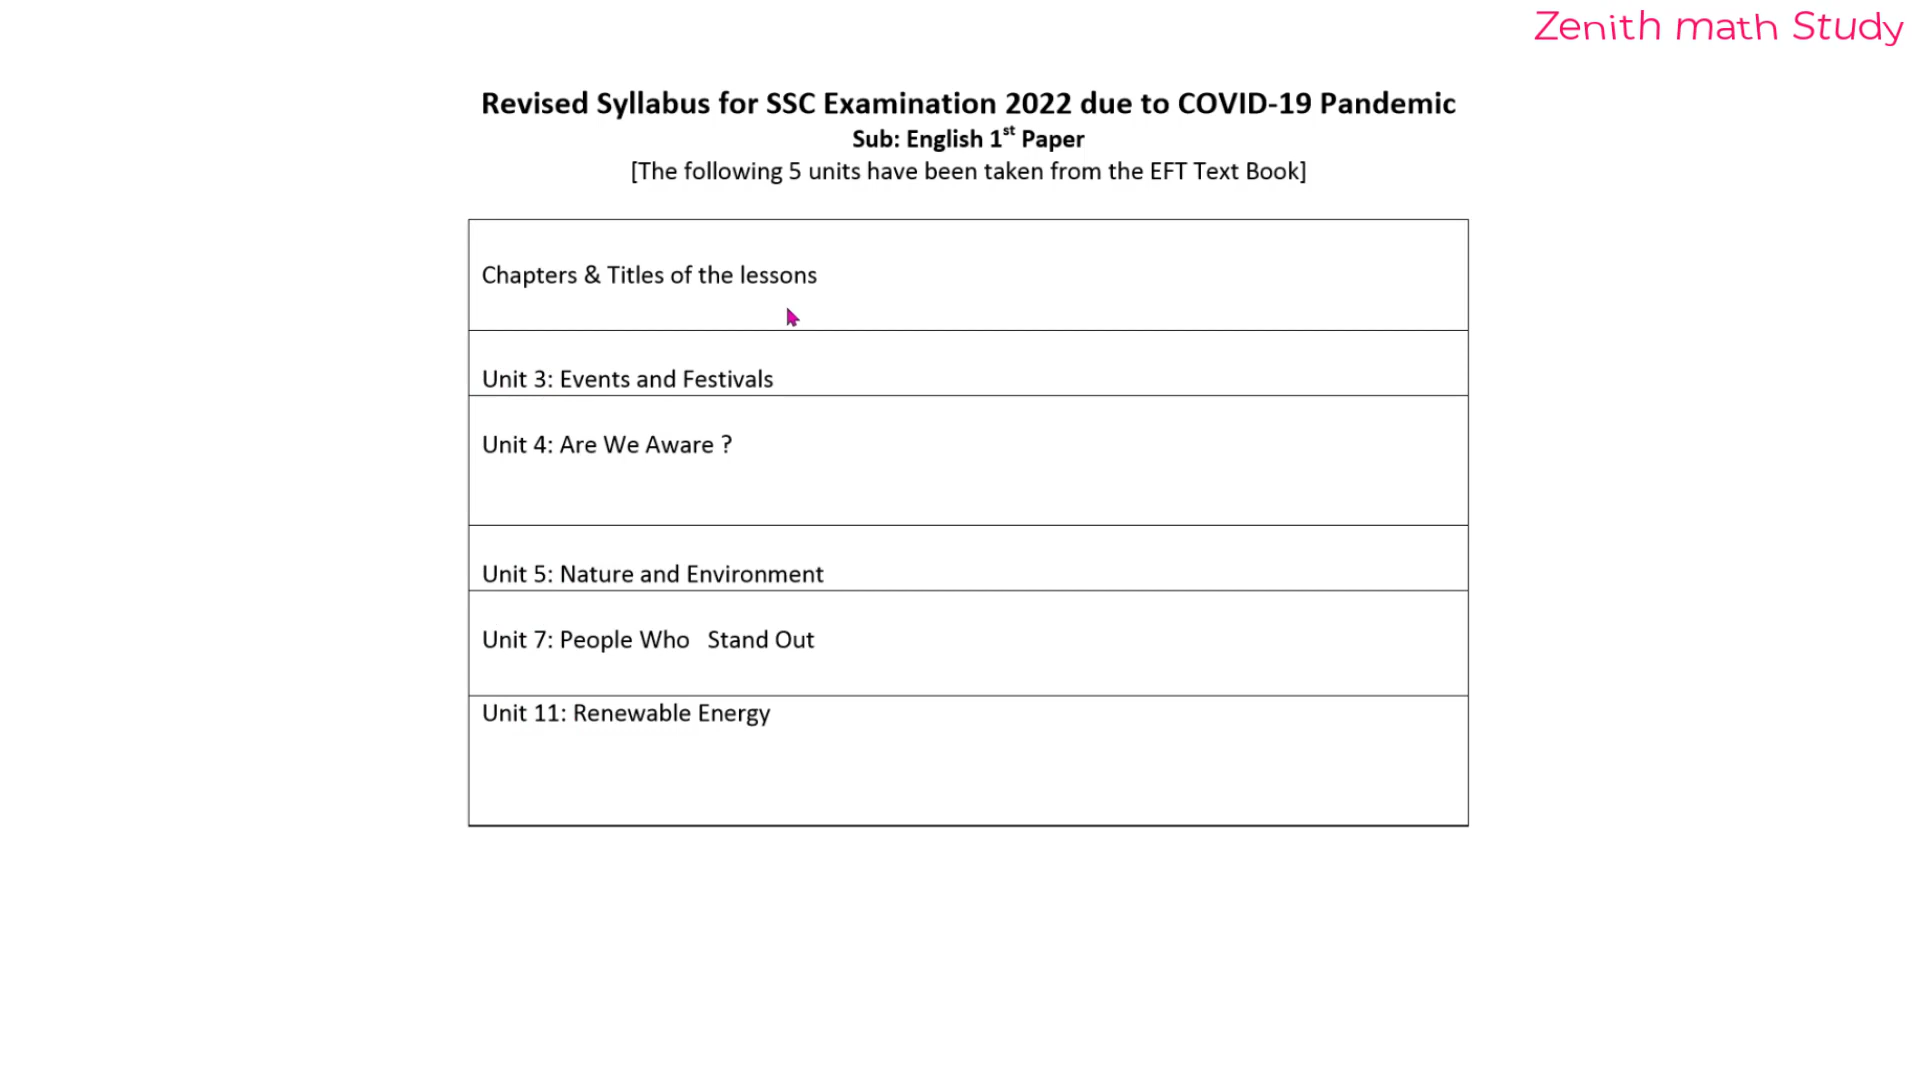 Zenith math Study
Revised Syllabus for SSC Examination 2022 due to COVID-19 Pandemic
Sub: English 1st Paper
[The following 5 units have been taken from the EFT Text Book]
Chapters & Titles of the lessons
Unit 3: Events and Festivals
Unit 4: Are We Aware ?
Unit 5: Nature and Environment
Unit 7: People Who   Stand Out
Unit 11: Renewable Energy